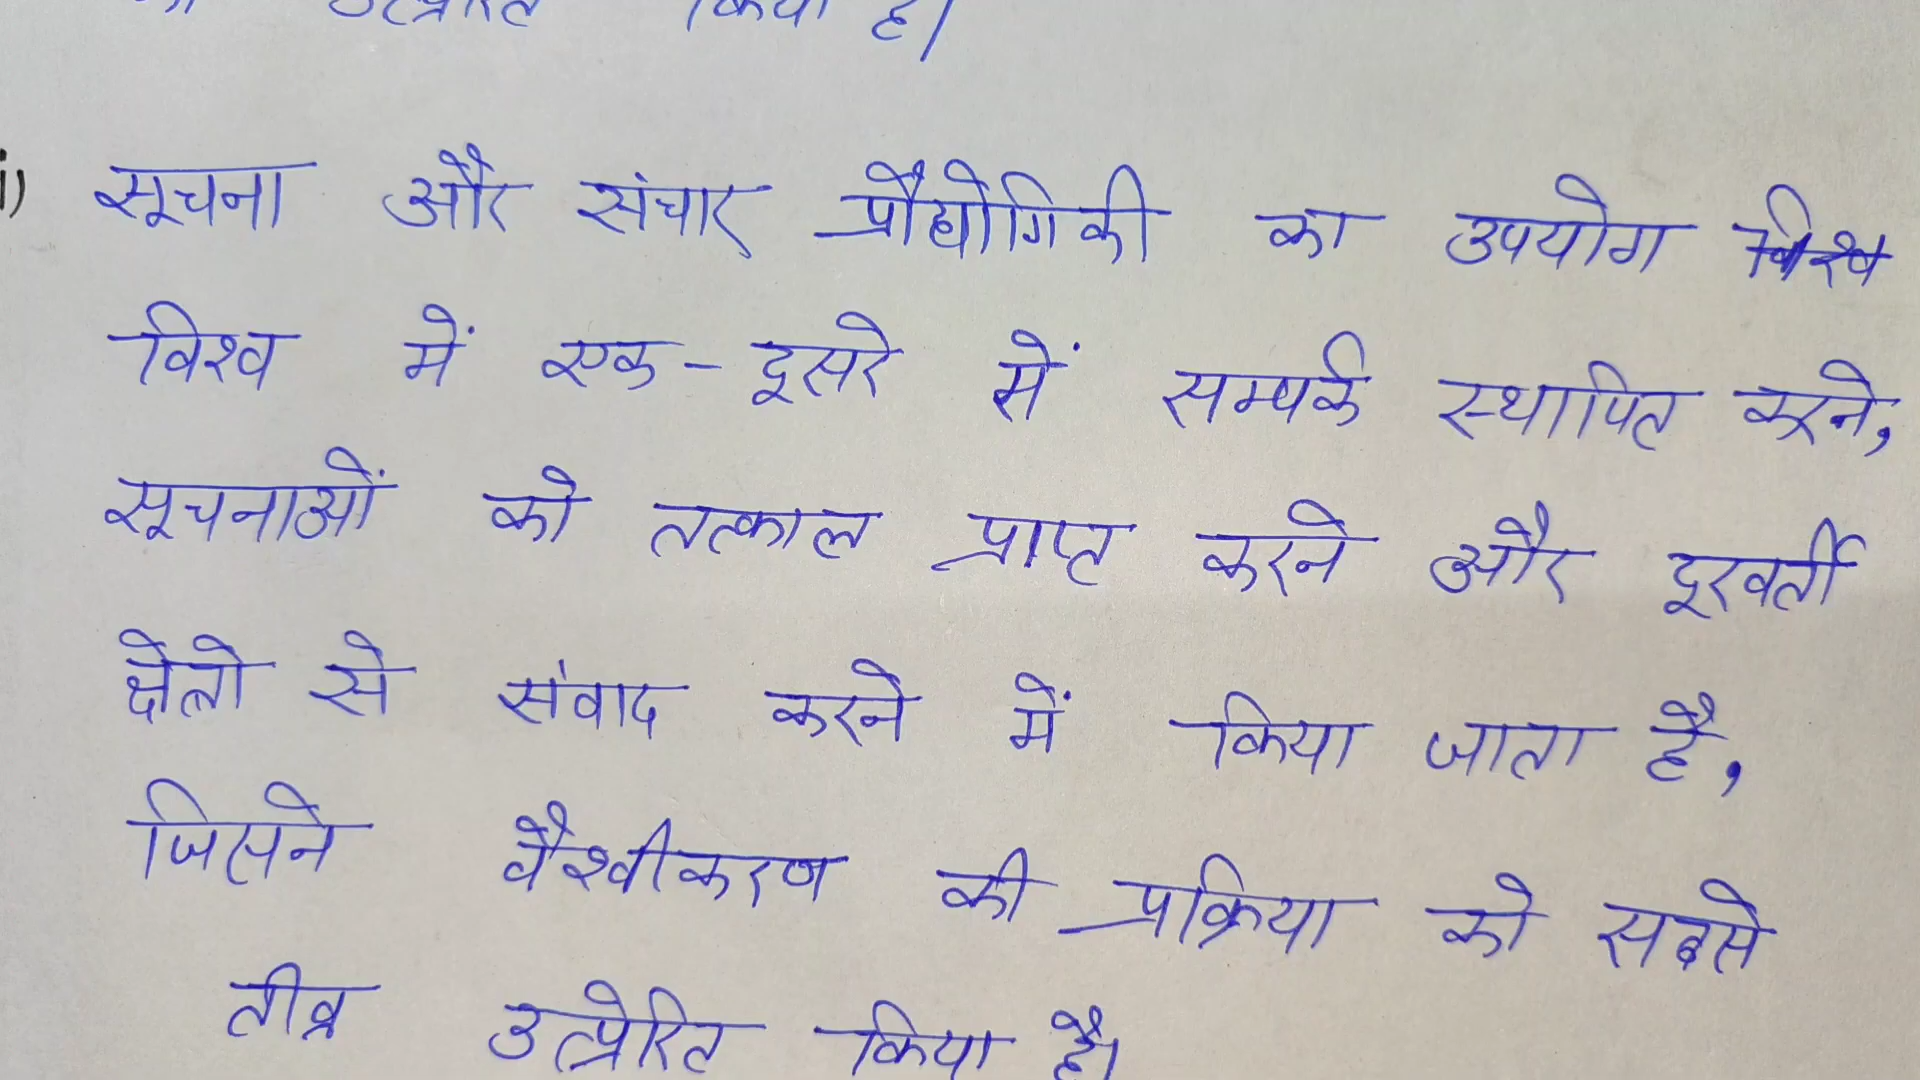 उत्प्रेरित किया है।
i) सूचना और संचार प्रौद्योगिकी का उपयोग
विश्व में एक-दूसरे सें सम्पर्क स्थापित करने,
सूचनाओं को तत्काल प्राप्त करने और दूरवर्ती
क्षेत्नो से संवाद करने में किया जाता है,
जिसने वैश्वीकरण की प्रक्रिया को सबसे
तीव्र उत्प्रेरित किया है।